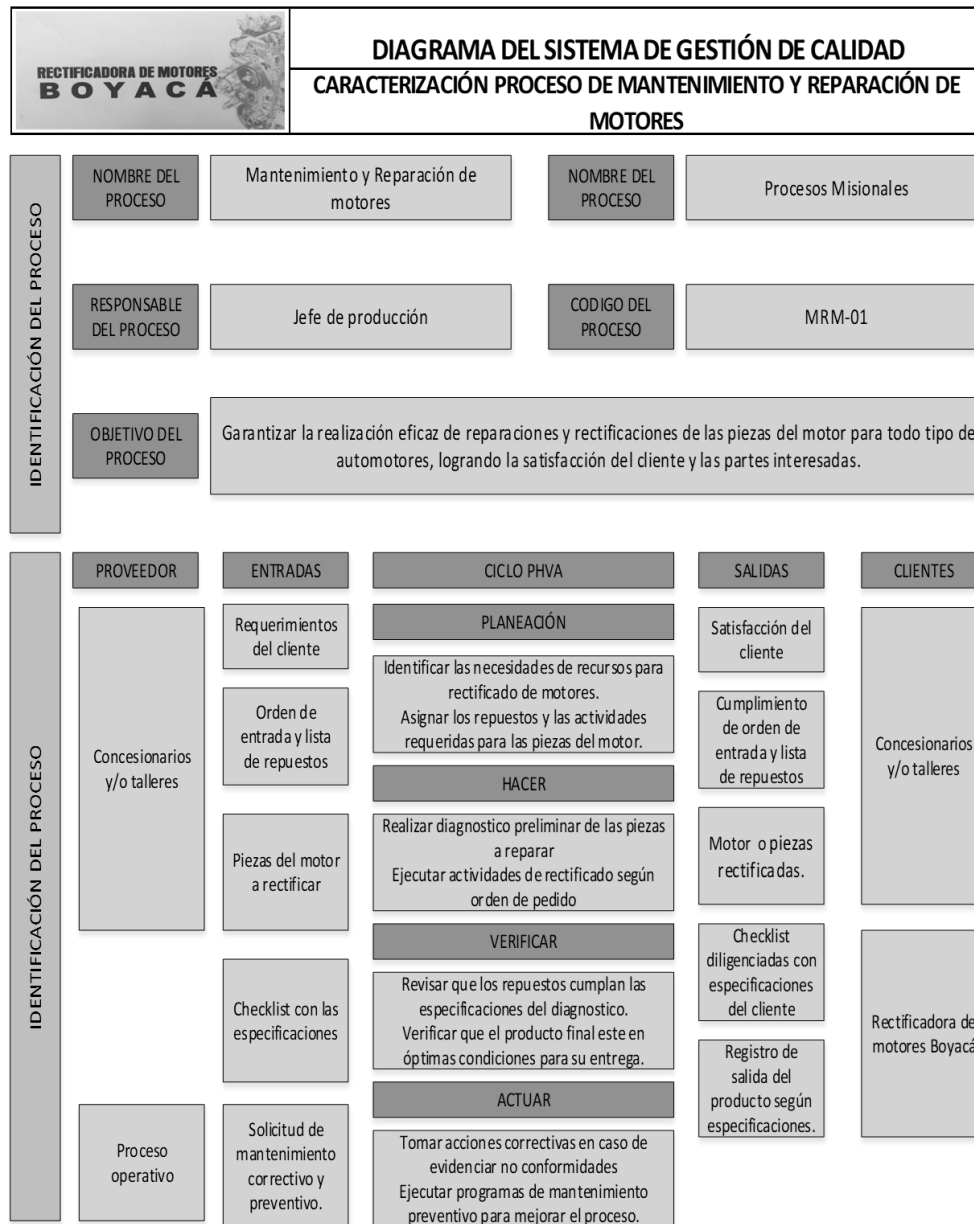 RECTIFICADORA DE MOTORES
BOYACÁ
DIAGRAMA DEL SISTEMA DE GESTIÓN DE CALIDAD
CARACTERIZACIÓN PROCESO DE MANTENIMIENTO Y REPARACIÓN DE
MOTORES
IDENTIFICACIÓN DEL PROCESO
NOMBRE DEL
PROCESO
Mantenimiento y Reparación de
motores
NOMBRE DEL
PROCESO
Procesos Misionales
RESPONSABLE
DEL PROCESO
Jefe de producción
CODIGO DEL
PROCESO
MRM-01
OBJETIVO DEL
PROCESO
Garantizar la realización eficaz de reparaciones y rectificaciones de las piezas del motor para todo tipo de
automotores, logrando la satisfacción del cliente y las partes interesadas.
IDENTIFICACIÓN DEL PROCESO
PROVEEDOR
Concesionarios
y/o talleres
Proceso
operativo
ENTRADAS
Requerimientos
del cliente
Orden de
entrada y lista
de repuestos
Piezas del motor
a rectificar
Checklist con las
especificaciones
Solicitud de
mantenimiento
correctivo y
preventivo.
CICLO PHVA
PLANEACIÓN
Identificar las necesidades de recursos para
rectificado de motores.
Asignar los repuestos y las actividades
requeridas para las piezas del motor.
HACER
Realizar diagnostico preliminar de las piezas
a reparar
Ejecutar actividades de rectificado según
orden de pedido
VERIFICAR
Revisar que los repuestos cumplan las
especificaciones del diagnostico.
Verificar que el producto final este en
óptimas condiciones para su entrega.
ACTUAR
Tomar acciones correctivas en caso de
evidenciar no conformidades
Ejecutar programas de mantenimiento
preventivo para mejorar el proceso.
SALIDAS
Satisfacción del
cliente
Cumplimiento
de orden de
entrada y lista
de repuestos
Motor o piezas
rectificadas.
Checklist
diligenciadas con
especificaciones
del cliente
Registro de
salida del
producto según
especificaciones.
CLIENTES
Concesionarios
y/o talleres
Rectificadora de
motores Boyacá